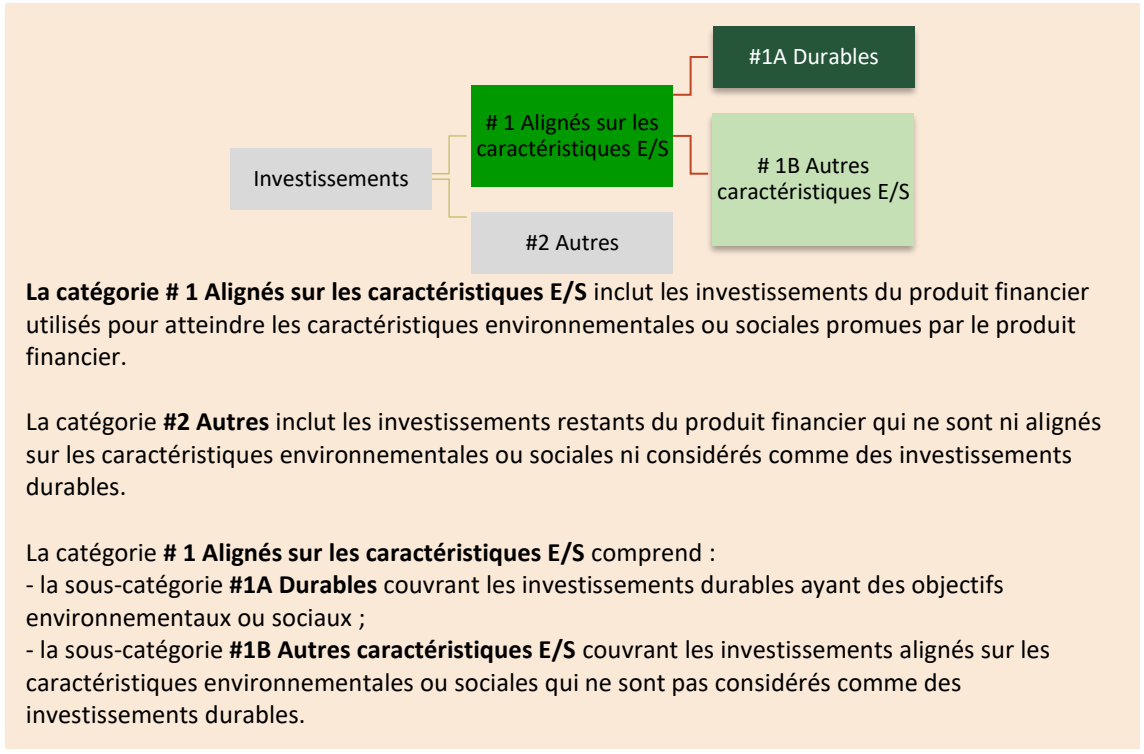 #1A Durables
# 1 Alignés sur les
caractéristiques E/S
# 1B Autres
caractéristiques E/S
Investissements
#2 Autres
La catégorie # 1 Alignés sur les caractéristiques E/S inclut les investissements du produit financier
utilisés pour atteindre les caractéristiques environnementales ou sociales promues par le produit
financier.
La catégorie #2 Autres inclut les investissements restants du produit financier qui ne sont ni alignés
sur les caractéristiques environnementales ou sociales ni considérés comme des investissements
durables.
La catégorie # 1 Alignés sur les caractéristiques E/S comprend :
- la sous-catégorie #1A Durables couvrant les investissements durables ayant des objectifs
environnementaux ou sociaux ;
- la sous-catégorie #1B Autres caractéristiques E/S couvrant les investissements alignés sur les
caractéristiques environnementales ou sociales qui ne sont pas considérés comme des
investissements durables.